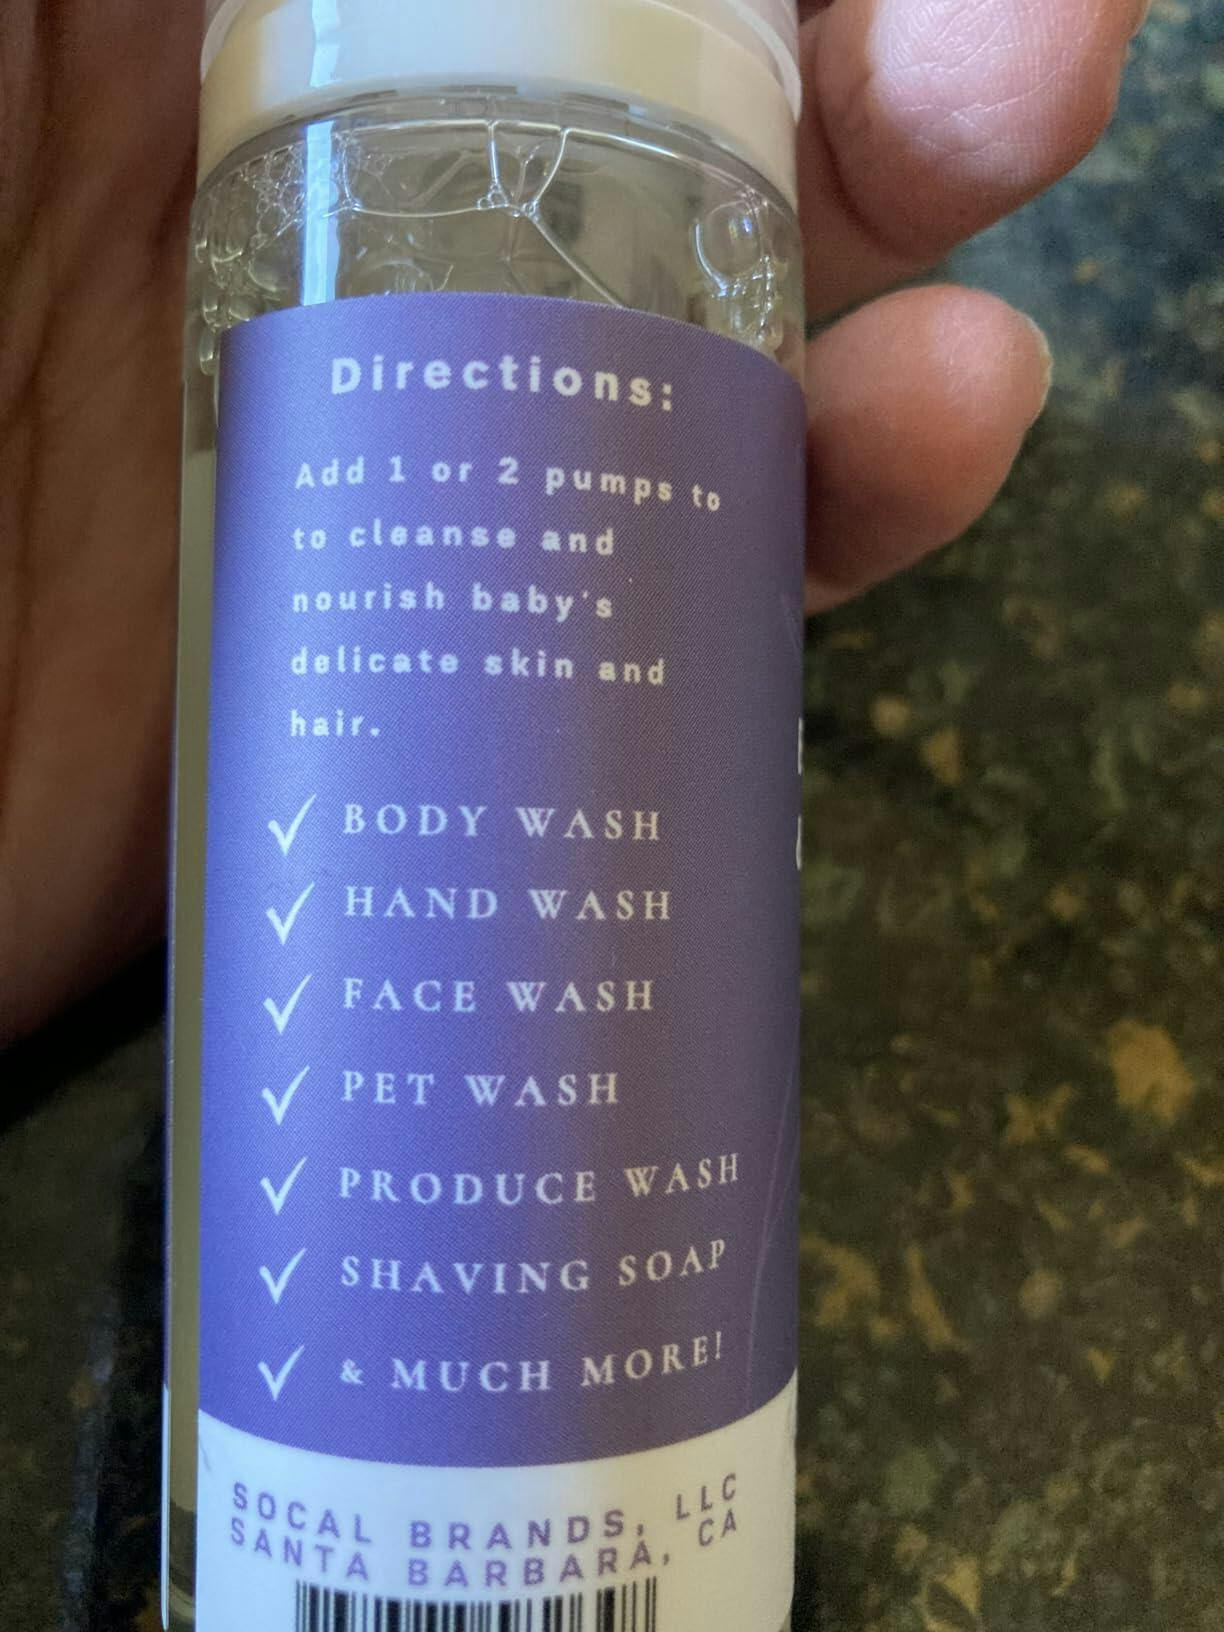 Directions:
Add 1 or 2 pumps to
to cleanse and
nourish baby's
delicate skin and
hair.
BODY WASH
HAND WASH
FACE WASH
PET WASH
PRODUCE WASH
SHAVING SOAP
& MUCH MORE!
SOCAL BRANDS, LLC
SANTA BARBARA, CA